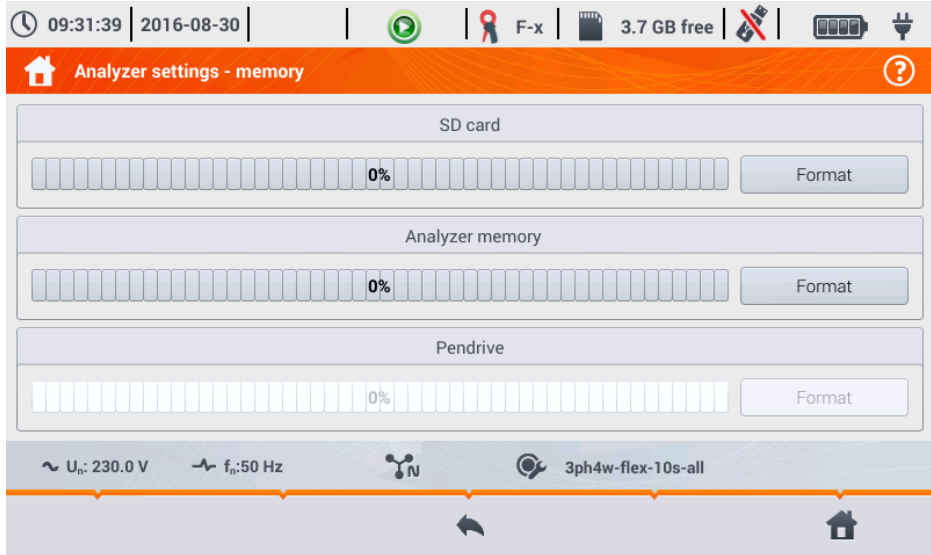 09:31:39 2016-08-30 F-x 3.7 GB free
Analyzer settings - memory ?
SD card
0% Format
Analyzer memory
0% Format
Pendrive
0% Format
Un: 230.0 V fn:50 Hz N 3ph4w-flex-10s-all